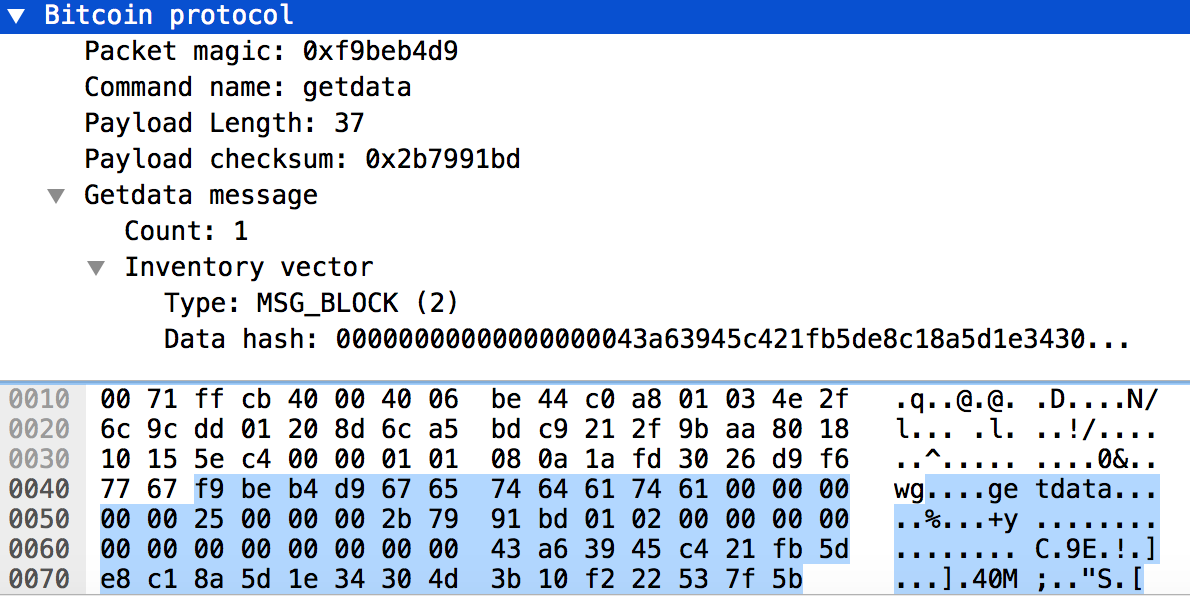 Bitcoin protocol
Packet magic: 0xf9beb4d9
Command name: getdata
Payload Length: 37
Payload checksum: 0x2b7991bd
Getdata message
Count: 1
Inventory vector
Type: MSG_BLOCK (2)
Data hash: 00000000000000000043a63945c421fb5de8c18a5d1e3430...
0010 00 71 ff cb 40 00 40 06 be 44 c0 a8 01 03 4e 2f .q..@.@. .D....N/
0020 6c 9c dd 01 20 8d 6c a5 bd c9 21 2f 9b aa 80 18 l... .l. ..!/....
0030 10 15 5e c4 00 00 01 01 08 0a 1a fd 30 26 d9 f6 ..^..... ....0&..
0040 77 67 f9 be b4 d9 67 65 74 64 61 74 61 00 00 00 wg....ge tdata...
0050 00 00 25 00 00 00 2b 79 91 bd 01 02 00 00 00 00 ..%...+y ........
0060 00 00 00 00 00 00 00 00 43 a6 39 45 c4 21 fb 5d ........ C.9E.!.]
0070 e8 c1 8a 5d 1e 34 30 4d 3b 10 f2 22 53 7f 5b ...].40M ;.."S.[